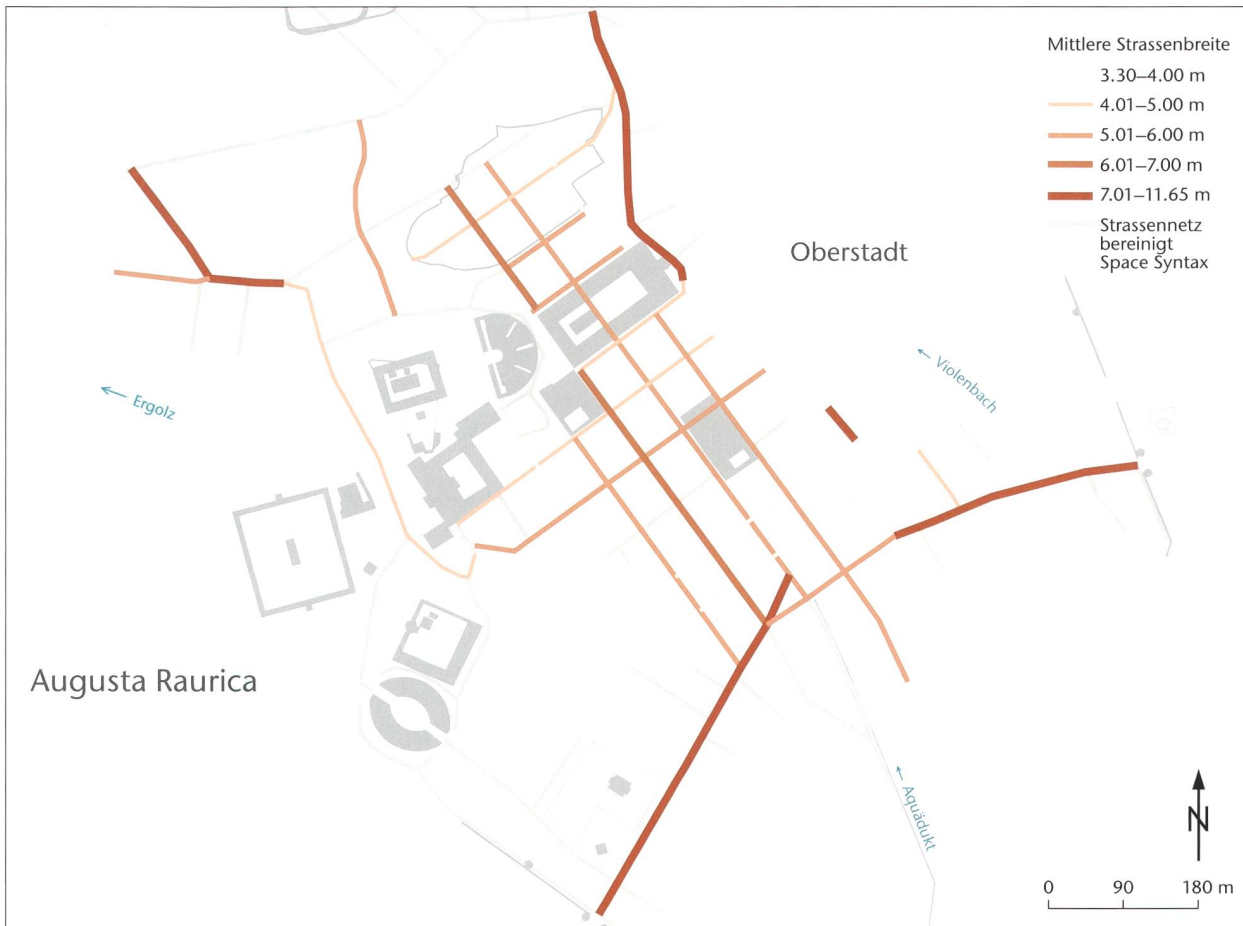 Mittlere Strassenbreite
3.30–4.00 m
4.01–5.00 m
5.01–6.00 m
6.01–7.00 m
7.01–11.65 m
Strassennetz
bereinigt
Space Syntax
Oberstadt
← Violenbach
← Ergolz
Augusta Raurica
← Aquädukt
N
0 90 180 m